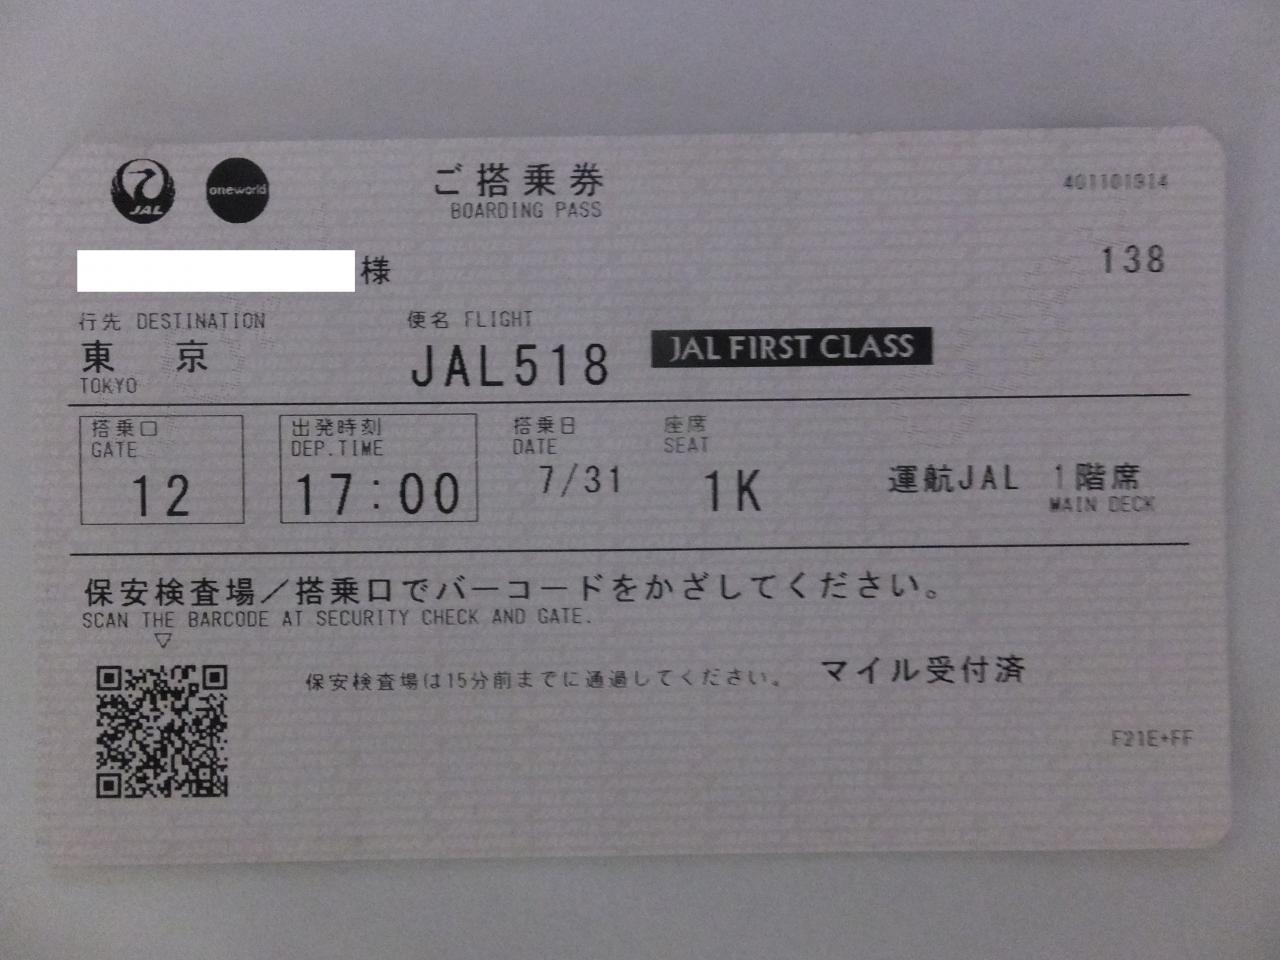 JAL
oneworld
ご搭乗券
BOARDING PASS
401101914
様
138
行先 DESTINATION
便名 FLIGHT
東 京
TOKYO
JAL518
JAL FIRST CLASS
搭乗口
GATE
12
出発時刻
DEP.TIME
17:00
搭乗日
DATE
7/31
座席
SEAT
1K
運航JAL 1階席
MAIN DECK
保安検査場／搭乗口でバーコードをかざしてください。
SCAN THE BARCODE AT SECURITY CHECK AND GATE.
保安検査場は15分前までに通過してください。
マイル受付済
F21E+FF